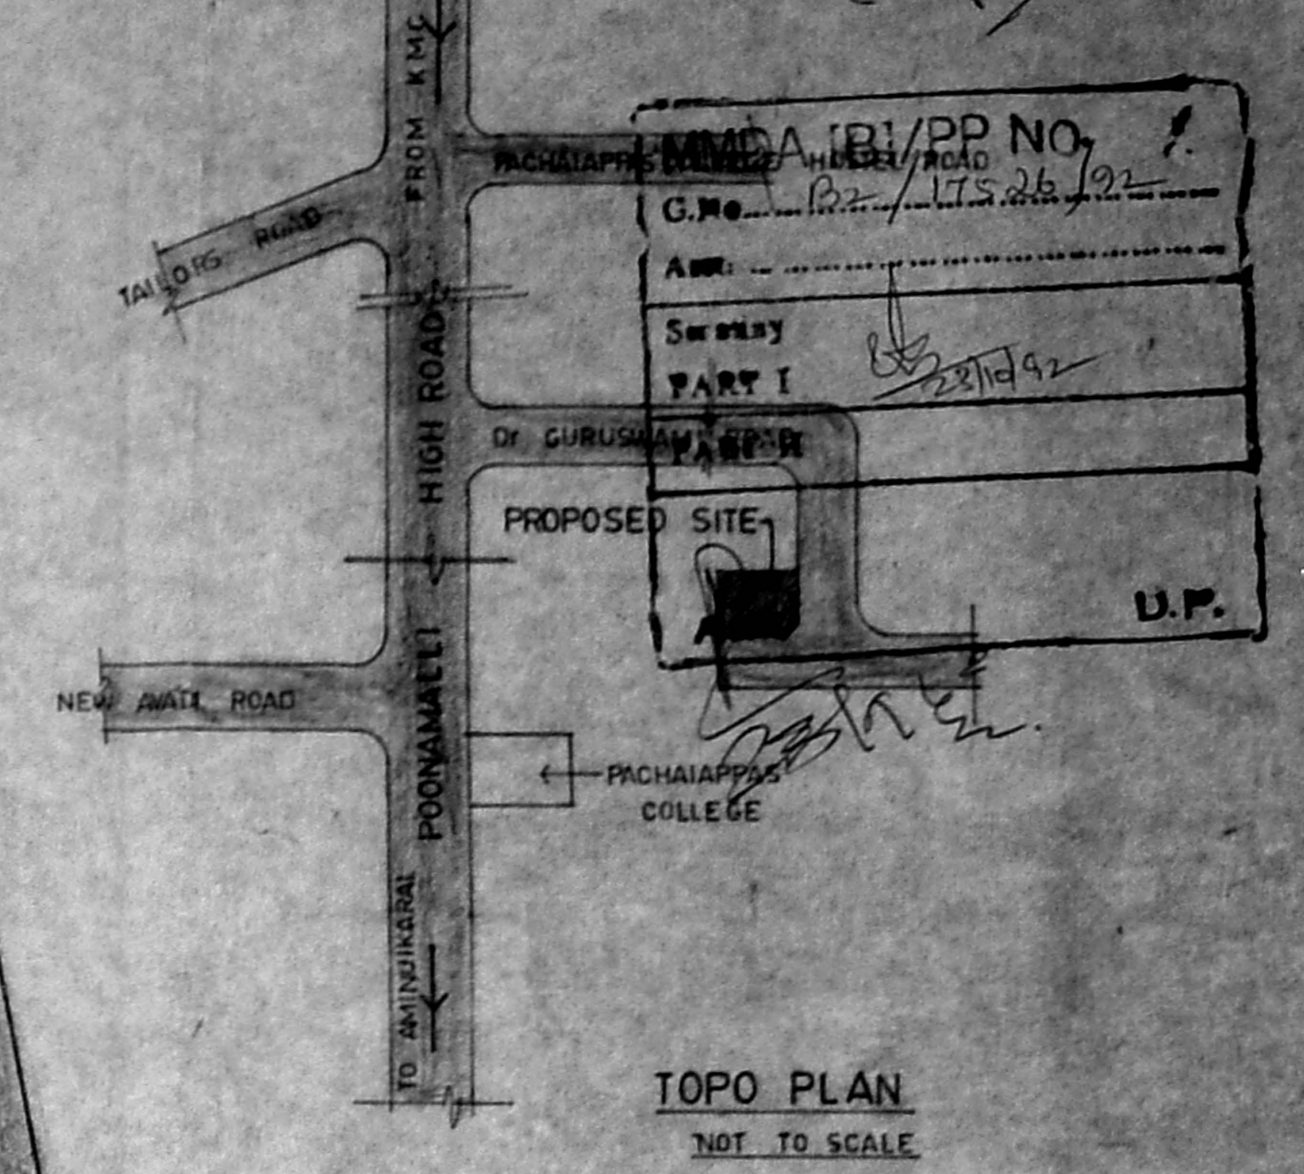 FROM KMC
MMDA [B]/PP NO.
PACHAIAPPAS COLLEGE HOSTEL ROAD
C.No. B2/17526/92
TAILORS ROAD
Scrutiny
PART I
23/10/92
Dr GURUSWAMY ROAD
PART II
PROPOSED SITE
D.P.
POONAMALLI HIGH ROAD
NEW AVADI ROAD
PACHAIAPPAS
COLLEGE
TO AMINJIKARAI
TOPO PLAN
NOT TO SCALE